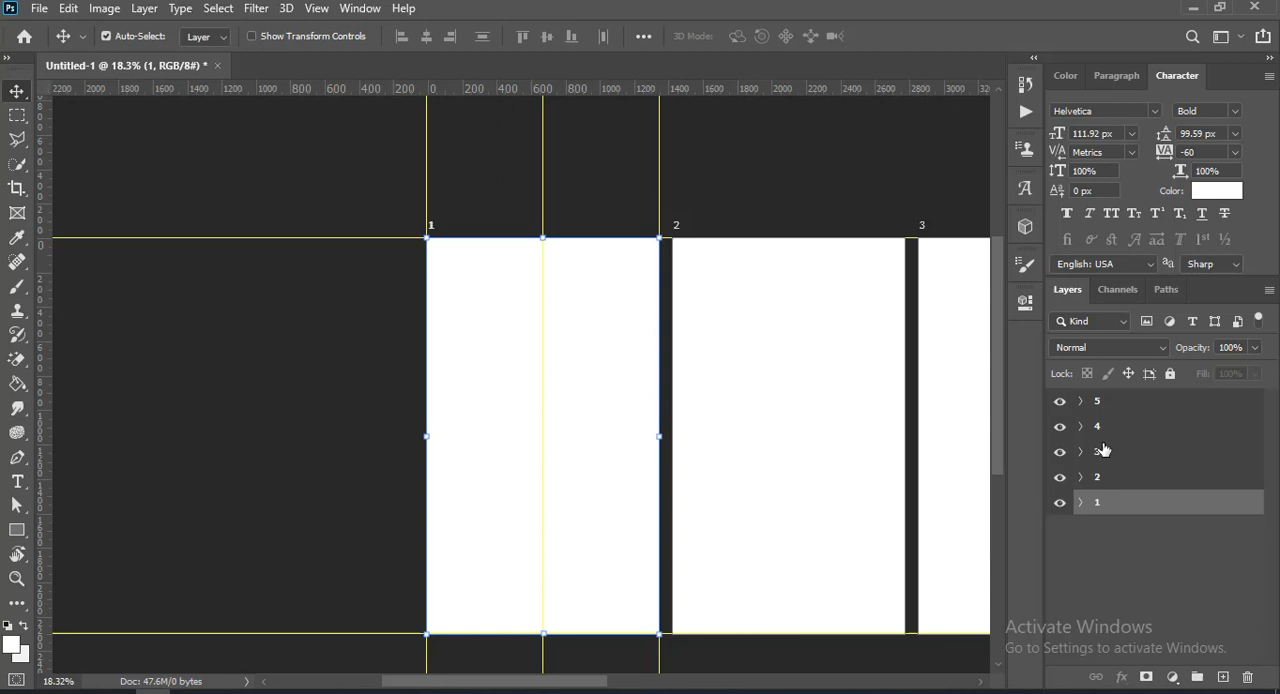 Ps File Edit Image Layer Type Select Filter 3D View Window Help
Auto-Select: Layer Show Transform Controls 3D Mode:
Untitled-1 @ 18.3% (1, RGB/8#) *
2200 2000 1800 1600 1400 1200 1000 800 600 400 200 0 200 400 600 800 1000 1200 1400 1600 1800 2000 2200 2400 2600 2800 3000
1 2 3
Color Paragraph Character
Helvetica Bold
111.92 px 99.59 px
Metrics -60
100% 100%
0 px Color:
English: USA Sharp
Layers Channels Paths
Kind
Normal Opacity: 100%
Lock: Fill: 100%
5
4
3
2
1
Activate Windows
Go to Settings to activate Windows.
18.32% Doc: 47.6M/0 bytes